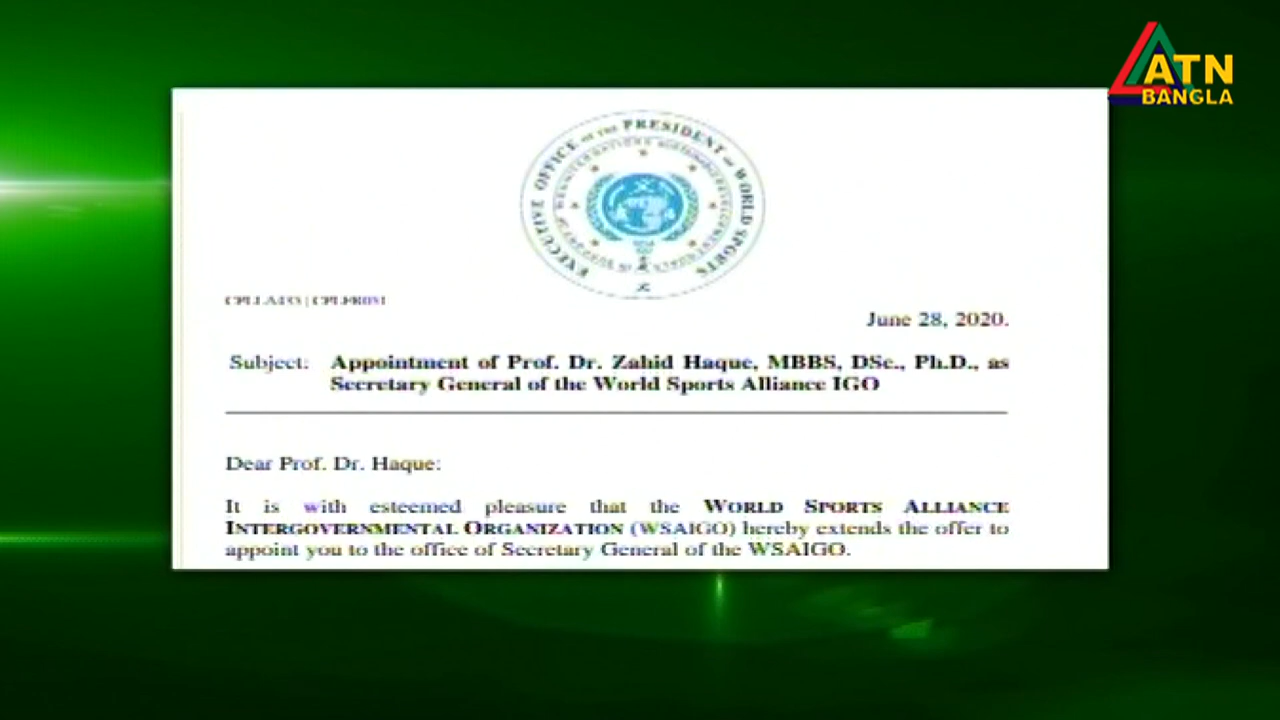 ATN
BANGLA
EXECUTIVE OFFICE OF THE PRESIDENT OF WORLD SPORTS
June 28, 2020.
Subject: Appointment of Prof. Dr. Zahid Haque, MBBS, DSc., Ph.D., as
Secretary General of the World Sports Alliance IGO
Dear Prof. Dr. Haque:
It is with esteemed pleasure that the WORLD SPORTS ALLIANCE
INTERGOVERNMENTAL ORGANIZATION (WSAIGO) hereby extends the offer to
appoint you to the office of Secretary General of the WSAIGO.